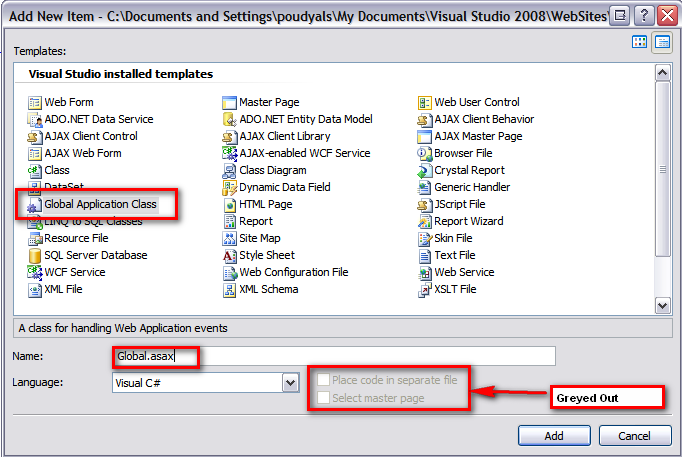 Add New Item - C:\Documents and Settings\poudyals\My Documents\Visual Studio 2008\WebSites\
Templates:
Visual Studio installed templates
Web Form Master Page Web User Control
ADO.NET Data Service ADO.NET Entity Data Model AJAX Client Behavior
AJAX Client Control AJAX Client Library AJAX Master Page
AJAX Web Form AJAX-enabled WCF Service Browser File
Class Class Diagram Crystal Report
DataSet Dynamic Data Field Generic Handler
Global Application Class HTML Page JScript File
LINQ to SQL Classes Report Report Wizard
Resource File Site Map Skin File
SQL Server Database Style Sheet Text File
WCF Service Web Configuration File Web Service
XML File XML Schema XSLT File
A class for handling Web Application events
Name: Global.asax
Language: Visual C# Place code in separate file
Select master page
Greyed Out
Add Cancel